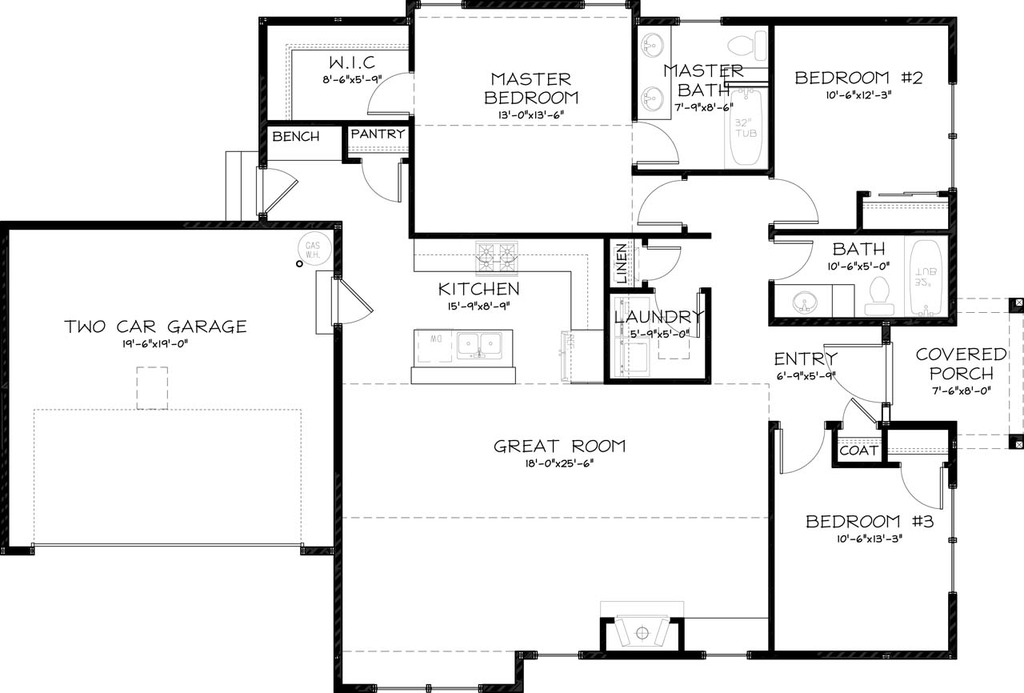 W.I.C
8'-6"x5'-9"
BENCH
PANTRY
MASTER
BEDROOM
13'-0"x13'-6"
MASTER
BATH
7'-9"x8'-6"
32"
TUB
BEDROOM #2
10'-6"x12'-3"
GAS
W.H.
TWO CAR GARAGE
19'-6"x19'-0"
KITCHEN
15'-9"x8'-9"
DW
LINEN
LAUNDRY
5'-9"x5'-0"
BATH
10'-6"x5'-0"
32"
TUB
ENTRY
6'-9"x5'-9"
COVERED
PORCH
7'-6"x8'-0"
GREAT ROOM
18'-0"x25'-6"
COAT
BEDROOM #3
10'-6"x13'-3"